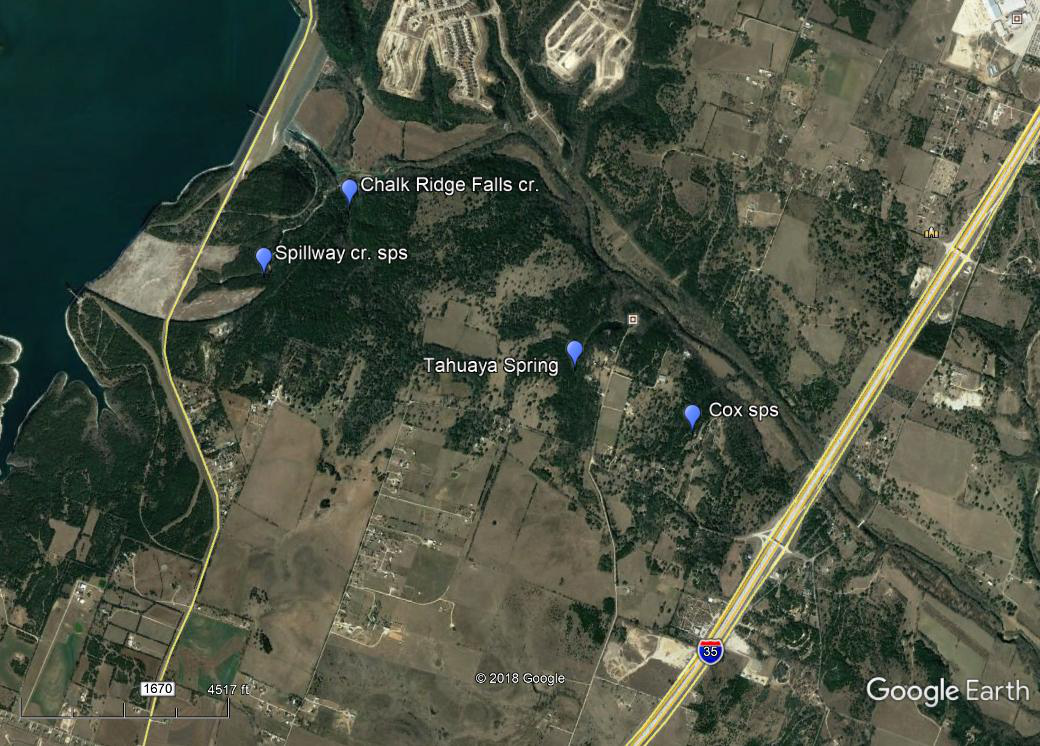 Chalk Ridge Falls cr.
Spillway cr. sps
Tahuaya Spring
Cox sps
35
© 2018 Google
1670
4517 ft
Google Earth